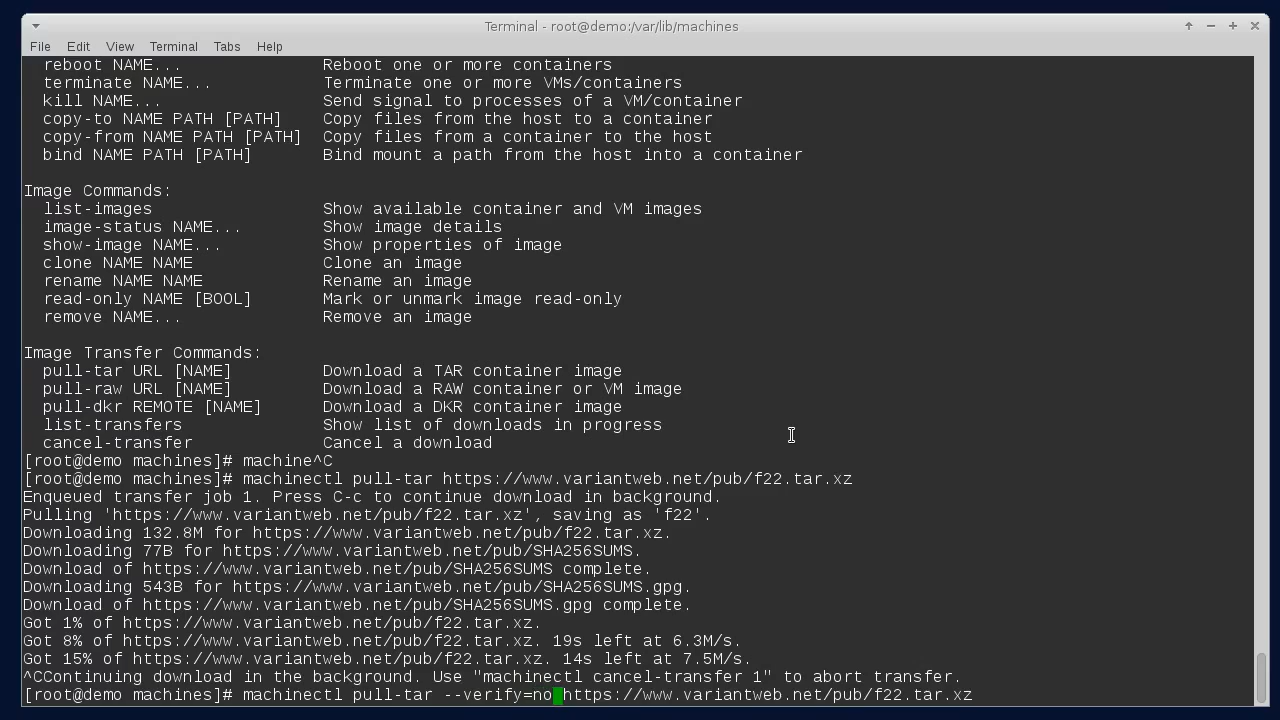 Terminal - root@demo:/var/lib/machines
File Edit View Terminal Tabs Help
reboot NAME... Reboot one or more containers
terminate NAME... Terminate one or more VMs/containers
kill NAME... Send signal to processes of a VM/container
copy-to NAME PATH [PATH] Copy files from the host to a container
copy-from NAME PATH [PATH] Copy files from a container to the host
bind NAME PATH [PATH] Bind mount a path from the host into a container
Image Commands:
list-images Show available container and VM images
image-status NAME... Show image details
show-image NAME... Show properties of image
clone NAME NAME Clone an image
rename NAME NAME Rename an image
read-only NAME [BOOL] Mark or unmark image read-only
remove NAME... Remove an image
Image Transfer Commands:
pull-tar URL [NAME] Download a TAR container image
pull-raw URL [NAME] Download a RAW container or VM image
pull-dkr REMOTE [NAME] Download a DKR container image
list-transfers Show list of downloads in progress
cancel-transfer Cancel a download
[root@demo machines]# machine^C
[root@demo machines]# machinectl pull-tar https://www.variantweb.net/pub/f22.tar.xz
Enqueued transfer job 1. Press C-c to continue download in background.
Pulling 'https://www.variantweb.net/pub/f22.tar.xz', saving as 'f22'.
Downloading 132.8M for https://www.variantweb.net/pub/f22.tar.xz.
Downloading 77B for https://www.variantweb.net/pub/SHA256SUMS.
Download of https://www.variantweb.net/pub/SHA256SUMS complete.
Downloading 543B for https://www.variantweb.net/pub/SHA256SUMS.gpg.
Download of https://www.variantweb.net/pub/SHA256SUMS.gpg complete.
Got 1% of https://www.variantweb.net/pub/f22.tar.xz.
Got 8% of https://www.variantweb.net/pub/f22.tar.xz. 19s left at 6.3M/s.
Got 15% of https://www.variantweb.net/pub/f22.tar.xz. 14s left at 7.5M/s.
^CContinuing download in the background. Use "machinectl cancel-transfer 1" to abort transfer.
[root@demo machines]# machinectl pull-tar --verify=no https://www.variantweb.net/pub/f22.tar.xz